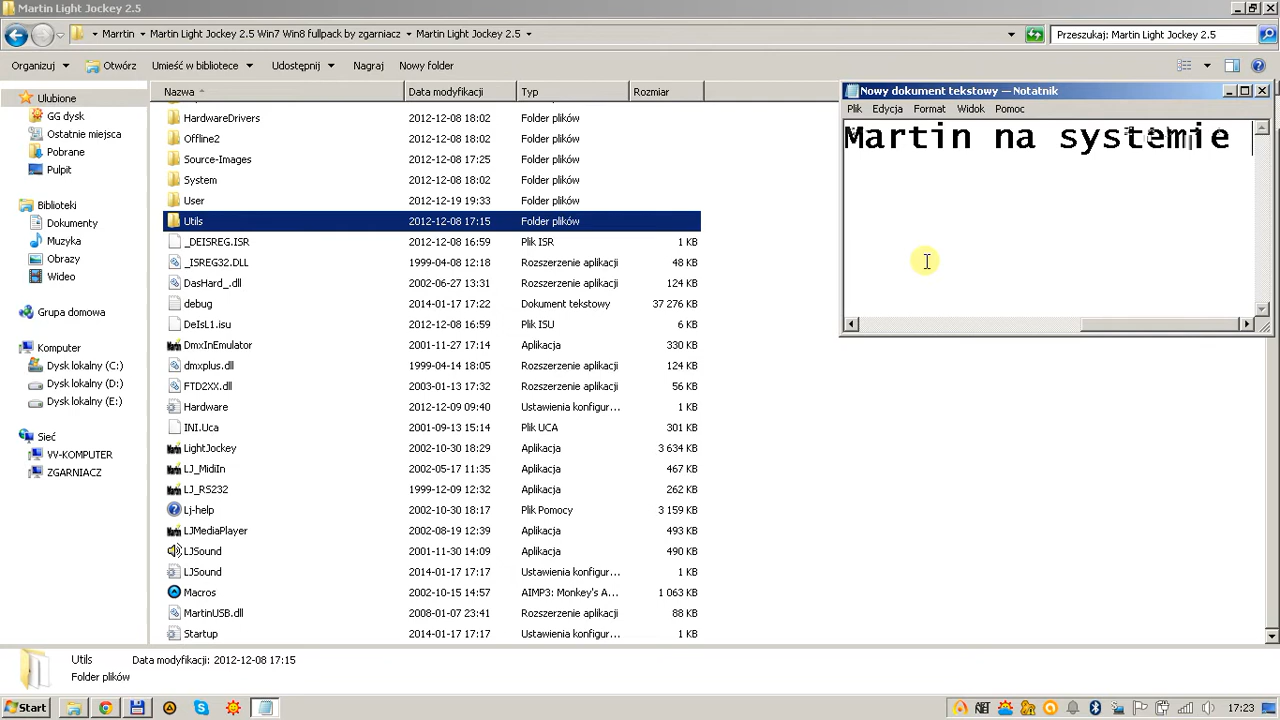 Martin Light Jockey 2.5
Marrtin
Martin Light Jockey 2.5 Win7 Win8 fullpack by zgarniacz
Martin Light Jockey 2.5
Przeszukaj: Martin Light Jockey 2.5
Organizuj
Otwórz
Umieść w bibliotece
Udostępnij
Nagraj
Nowy folder
Ulubione
GG dysk
Ostatnie miejsca
Pobrane
Pulpit
Biblioteki
Dokumenty
Muzyka
Obrazy
Wideo
Grupa domowa
Komputer
Dysk lokalny (C:)
Dysk lokalny (D:)
Dysk lokalny (E:)
Sieć
VV-KOMPUTER
ZGARNIACZ
Nazwa Data modyfikacji Typ Rozmiar
HardwareDrivers 2012-12-08 18:02 Folder plików
Offline2 2012-12-08 18:02 Folder plików
Source-Images 2012-12-08 18:02 Folder plików
System 2012-12-08 18:02 Folder plików
User 2012-12-19 19:33 Folder plików
Utils 2012-12-08 17:15 Folder plików
_DEISREG.ISR 2012-12-08 16:59 Plik ISR 1 KB
_ISREG32.DLL 1999-04-08 12:18 Rozszerzenie aplikacji 48 KB
DasHard_.dll 2002-06-27 13:31 Rozszerzenie aplikacji 124 KB
debug 2014-01-17 17:22 Dokument tekstowy 37 276 KB
DeIsL1.isu 2012-12-08 16:59 Plik ISU 6 KB
DmxInEmulator 2001-09-13 14:17 Aplikacja 330 KB
dmxplus.dll 1999-04-14 18:05 Rozszerzenie aplikacji 124 KB
FTD2XX.dll 2003-01-13 17:32 Rozszerzenie aplikacji 56 KB
Hardware 2012-12-09 09:40 Ustawienia konfigur... 1 KB
INI.Uca 2001-09-13 15:14 Plik UCA 301 KB
LightJockey 2002-10-30 18:29 Aplikacja 3 634 KB
LJ_MidiIn 2002-05-17 11:35 Aplikacja 467 KB
LJ_RS232 1999-12-09 12:32 Aplikacja 262 KB
Lj-help 2002-10-30 18:17 Plik Pomocy 3 159 KB
LJMediaPlayer 2002-08-19 12:39 Aplikacja 493 KB
LJSound 2001-11-30 14:09 Aplikacja 490 KB
LJSound 2014-01-17 17:17 Ustawienia konfigur... 1 KB
Macros 2002-10-15 14:57 AIMP3: Monkey's A... 1 063 KB
MartinUSB.dll 2008-01-07 23:41 Rozszerzenie aplikacji 88 KB
Startup 2014-01-17 17:17 Ustawienia konfigur... 1 KB
Nowy dokument tekstowy — Notatnik
Plik Edycja Format Widok Pomoc
Martin na systemie
Utils Data modyfikacji: 2012-12-08 17:15
Folder plików
Start
17:23